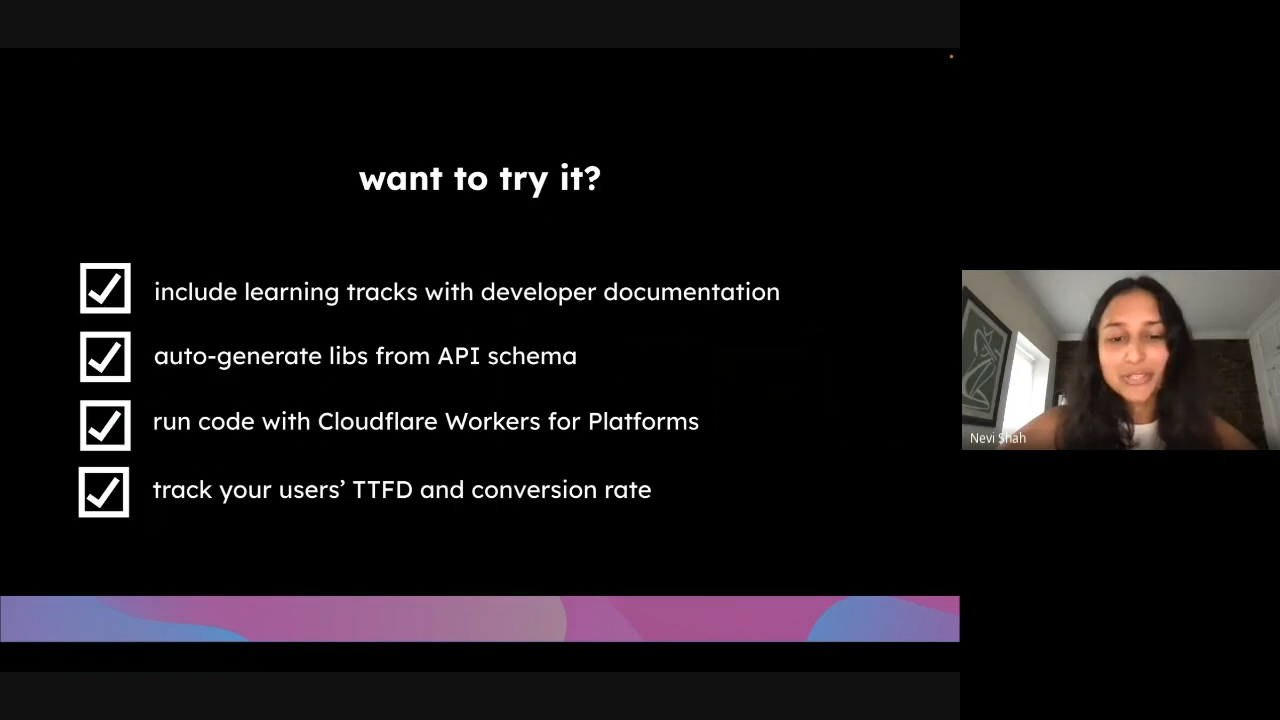 want to try it?
include learning tracks with developer documentation
auto-generate libs from API schema
run code with Cloudflare Workers for Platforms
track your users’ TTFD and conversion rate
Nevi Shah